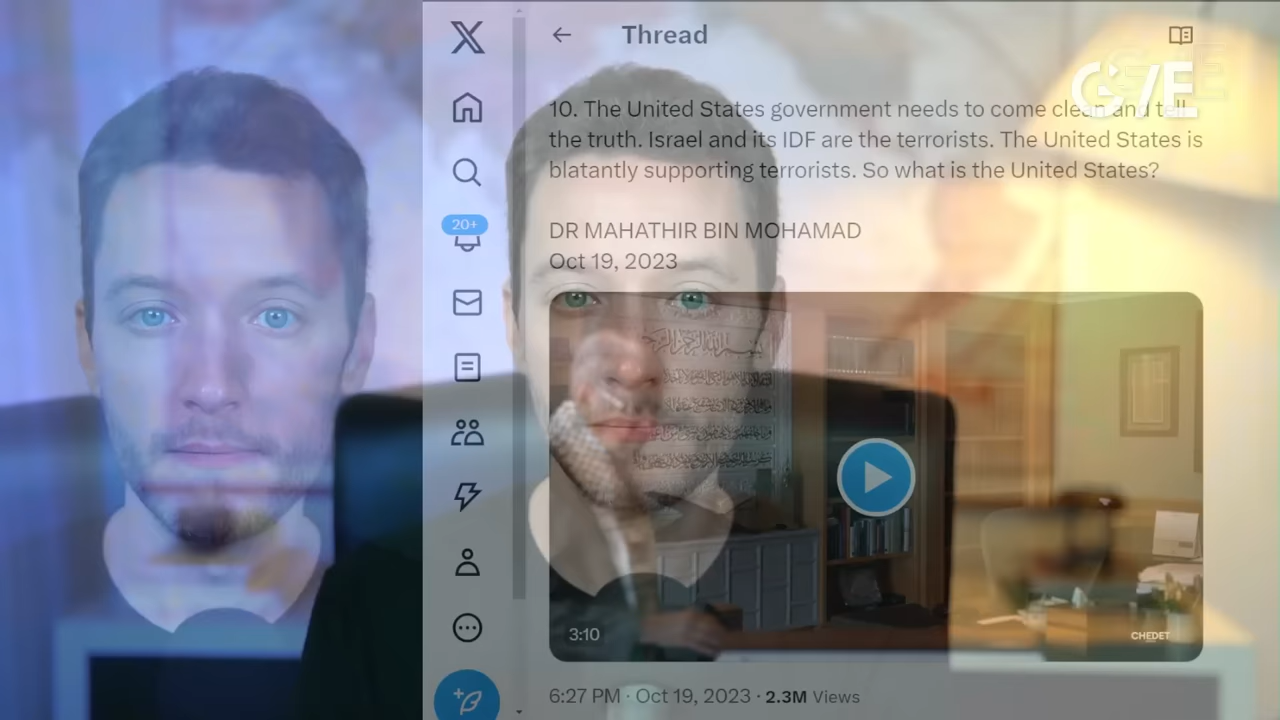 Thread
GVE
10. The United States government needs to come clean and tell
the truth. Israel and its IDF are the terrorists. The United States is
blatantly supporting terrorists. So what is the United States?
DR MAHATHIR BIN MOHAMAD
Oct 19, 2023
20+
3:10
CHEDET
6:27 PM · Oct 19, 2023 · 2.3M Views